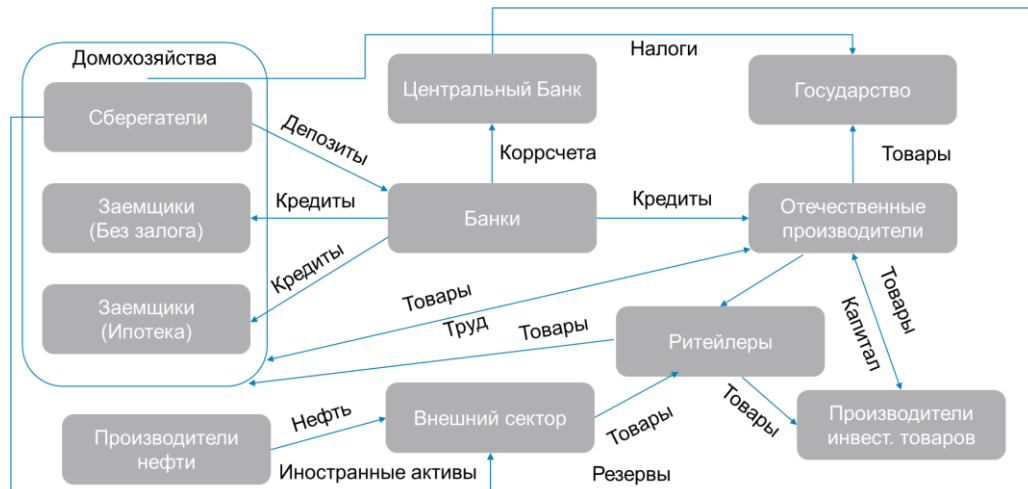 Домохозяйства
Налоги
Сберегатели
Центральный Банк
Государство
Депозиты
Коррсчета
Товары
Заемщики
(Без залога)
Кредиты
Банки
Кредиты
Отечественные
производители
Кредиты
Заемщики
(Ипотека)
Товары
Труд
Товары
Ритейлеры
Товары
Капитал
Производители
нефти
Нефть
Внешний сектор
Товары
Товары
Производители
инвест. товаров
Иностранные активы
Резервы